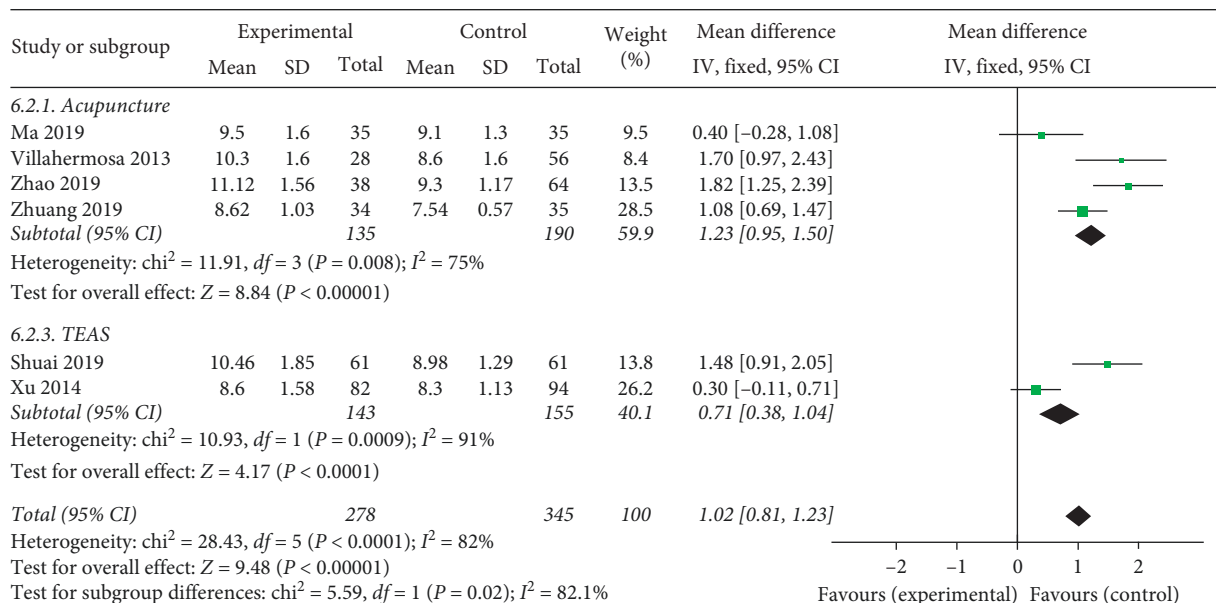 Study or subgroup Experimental Control Weight (%) Mean difference Mean difference
Mean SD Total Mean SD Total IV, fixed, 95% CI IV, fixed, 95% CI
6.2.1. Acupuncture
Ma 2019 9.5 1.6 35 9.1 1.3 35 9.5 0.40 [–0.28, 1.08]
Villahermosa 2013 10.3 1.6 28 8.6 1.6 56 8.4 1.70 [0.97, 2.43]
Zhao 2019 11.12 1.56 38 9.3 1.17 64 13.5 1.82 [1.25, 2.39]
Zhuang 2019 8.62 1.03 34 7.54 0.57 35 28.5 1.08 [0.69, 1.47]
Subtotal (95% CI) 135 190 59.9 1.23 [0.95, 1.50]
Heterogeneity: chi² = 11.91, df = 3 (P = 0.008); I² = 75%
Test for overall effect: Z = 8.84 (P < 0.00001)
6.2.3. TEAS
Shuai 2019 10.46 1.85 61 8.98 1.29 61 13.8 1.48 [0.91, 2.05]
Xu 2014 8.6 1.58 82 8.3 1.13 94 26.2 0.30 [–0.11, 0.71]
Subtotal (95% CI) 143 155 40.1 0.71 [0.38, 1.04]
Heterogeneity: chi² = 10.93, df = 1 (P = 0.0009); I² = 91%
Test for overall effect: Z = 4.17 (P < 0.0001)
Total (95% CI) 278 345 100 1.02 [0.81, 1.23]
Heterogeneity: chi² = 28.43, df = 5 (P < 0.0001); I² = 82%
Test for overall effect: Z = 9.48 (P < 0.00001)
Test for subgroup differences: chi² = 5.59, df = 1 (P = 0.02); I² = 82.1%
–2 –1 0 1 2
Favours (experimental) Favours (control)